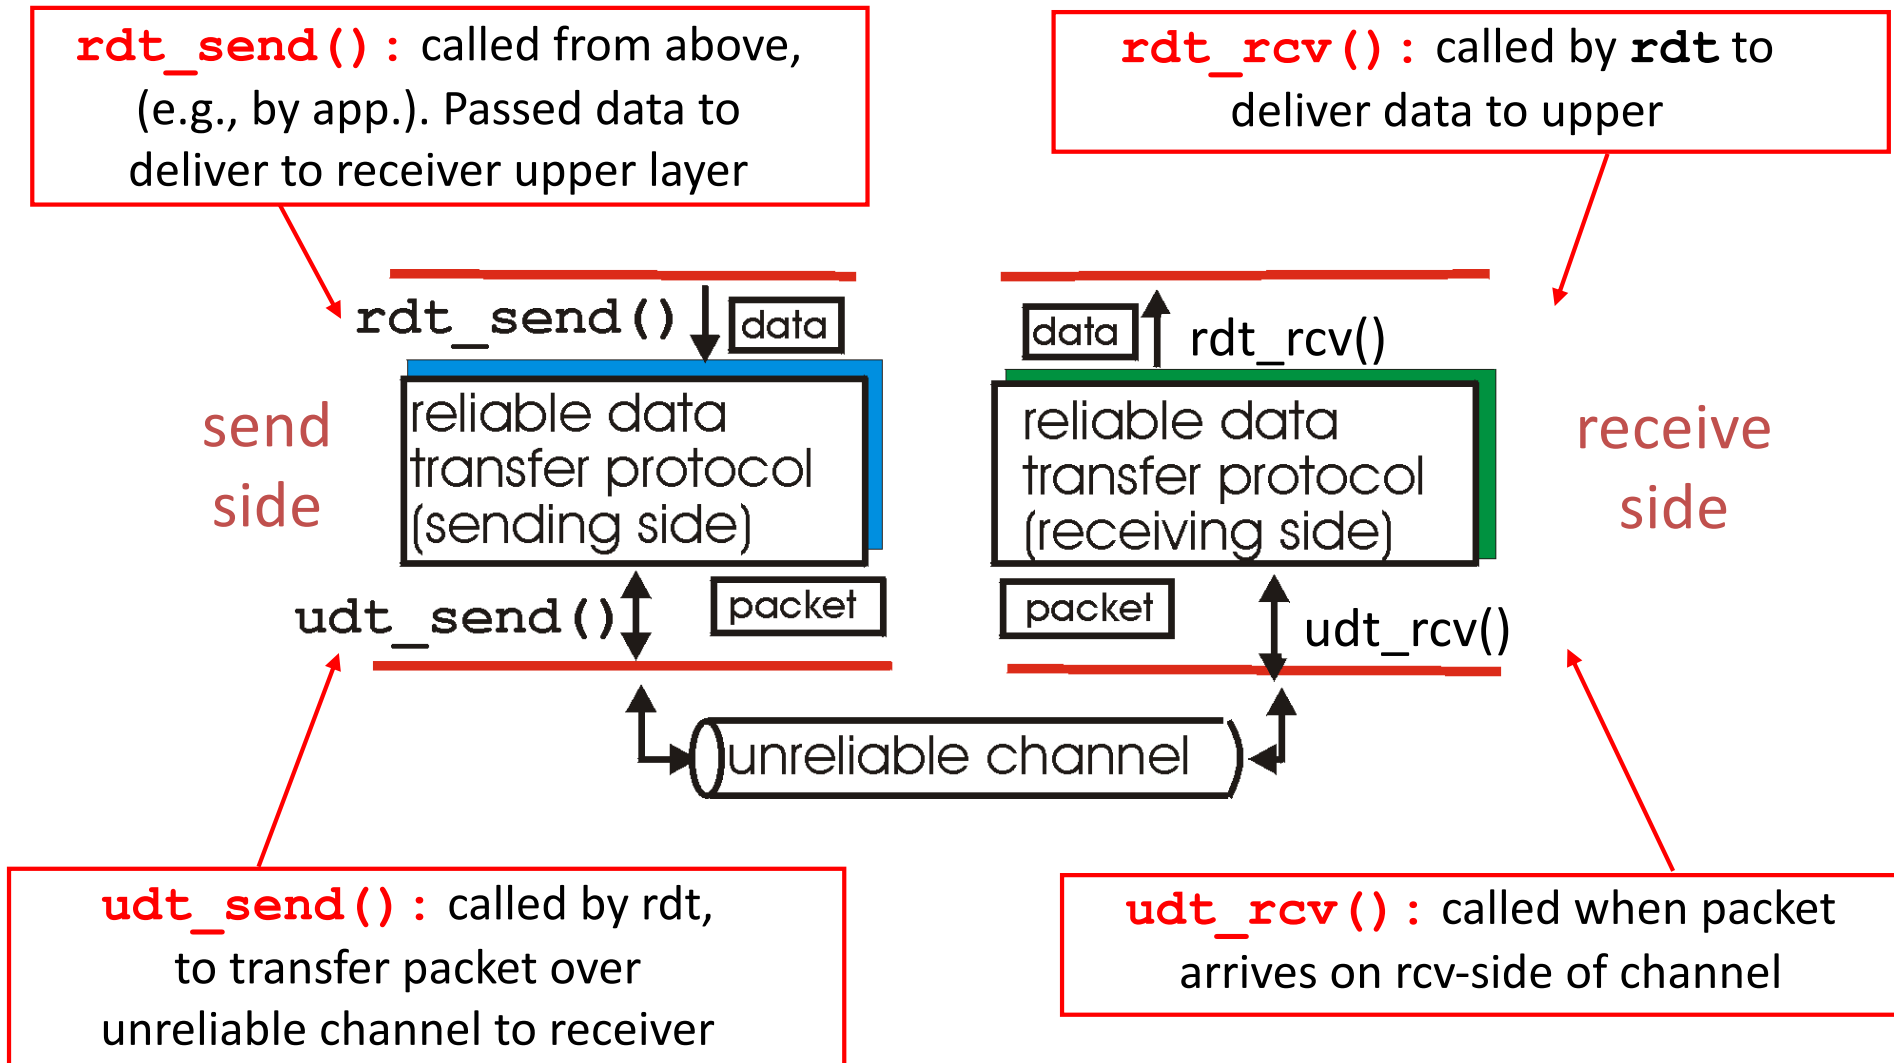 rdt_send(): called from above,
(e.g., by app.). Passed data to
deliver to receiver upper layer
rdt_rcv(): called by rdt to
deliver data to upper
rdt_send()
data
data
rdt_rcv()
send
side
reliable data
transfer protocol
(sending side)
reliable data
transfer protocol
(receiving side)
receive
side
udt_send()
packet
packet
udt_rcv()
unreliable channel
udt_send(): called by rdt,
to transfer packet over
unreliable channel to receiver
udt_rcv(): called when packet
arrives on rcv-side of channel